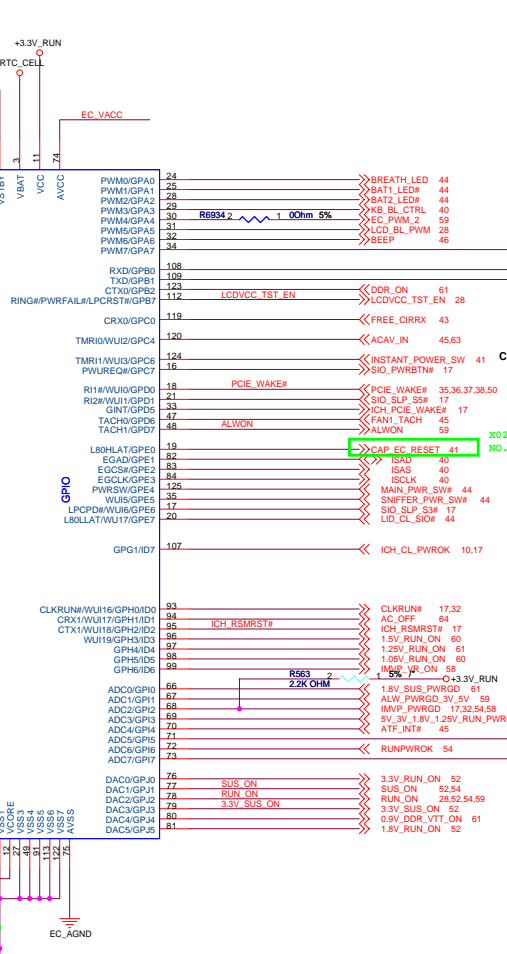 +3.3V_RUN
RTC_CELL
EC_VACC
VSTBY
3
VBAT
11
VCC
74
AVCC
PWM0/GPA0 24 BREATH_LED 44
PWM1/GPA1 25 BAT1_LED# 44
PWM2/GPA2 28 BAT2_LED# 44
PWM3/GPA3 29 KB_BL_CTRL 40
PWM4/GPA4 30 R6934 2 1 0Ohm 5% EC_PWM_2 59
PWM5/GPA5 31 LCD_BL_PWM 28
PWM6/GPA6 32 BEEP 46
PWM7/GPA7 34
RXD/GPB0 108
TXD/GPB1 109
CTX0/GPB2 123 DDR_ON 61
RING#/PWRFAIL#/LPCRST#/GPB7 112 LCDVCC_TST_EN LCDVCC_TST_EN 28
CRX0/GPC0 119 FREE_CIRRX 43
TMRI0/WUI2/GPC4 120 ACAV_IN 45,63
C
TMRI1/WUI3/GPC6 124 INSTANT_POWER_SW 41
PWUREQ#/GPC7 16 SIO_PWRBTN# 17
RI1#/WUI0/GPD0 18 PCIE_WAKE# PCIE_WAKE# 35,36,37,38,50
RI2#/WUI1/GPD1 21 SIO_SLP_S5# 17
GINT/GPD5 33 ICH_PCIE_WAKE# 17
TACH0/GPD6 47 FAN1_TACH 45
TACH1/GPD7 48 ALWON ALWON 59
X02
L80HLAT/GPE0 19 CAP_EC_RESET 41
NO.
EGAD/GPE1 82 ISAD 40
EGCS#/GPE2 83 ISAS 40
EGCLK/GPE3 84 ISCLK 40
PWRSW/GPE4 125 MAIN_PWR_SW# 44
WUI5/GPE5 35 SNIFFER_PWR_SW# 44
LPCPD#/WUI6/GPE6 17 SIO_SLP_S3# 17
L80LLAT/WUI7/GPE7 20 LID_CL_SIO# 44
GPIO
GPG1/ID7 107 ICH_CL_PWROK 10,17
CLKRUN#/WUI16/GPH0/ID0 93 CLKRUN# 17,32
CRX1/WUI17/GPH1/ID1 94 AC_OFF 64
CTX1/WUI18/GPH2/ID2 95 ICH_RSMRST# ICH_RSMRST# 17
WUI19/GPH3/ID3 96 1.5V_RUN_ON 60
GPH4/ID4 97 1.25V_RUN_ON 61
GPH5/ID5 98 1.05V_RUN_ON 60
GPH6/ID6 99 IMVP_VR_ON 58
R563 2 1 5% /*
2.2K OHM
+3.3V_RUN
ADC0/GPI0 66 1.8V_SUS_PWRGD 61
ADC1/GPI1 67 ALW_PWRGD_3V_5V 59
ADC2/GPI2 68 IMVP_PWRGD 17,32,54,58
ADC3/GPI3 69 5V_3V_1.8V_1.25V_RUN_PWR
ADC4/GPI4 70 ATF_INT# 45
ADC5/GPI5 71
ADC6/GPI6 72 RUNPWROK 54
ADC7/GPI7 73
DAC0/GPJ0 76 3.3V_RUN_ON 52
DAC1/GPJ1 77 SUS_ON SUS_ON 52,54
DAC2/GPJ2 78 RUN_ON RUN_ON 28,52,54,59
DAC3/GPJ3 79 3.3V_SUS_ON 3.3V_SUS_ON 52
DAC4/GPJ4 80 0.9V_DDR_VTT_ON 61
DAC5/GPJ5 81 1.8V_RUN_ON 52
VSS1
VCORE
VSS3
VSS4
VSS5
VSS6
VSS7
AVSS
12
27
49
91
113
122
75
EC_AGND